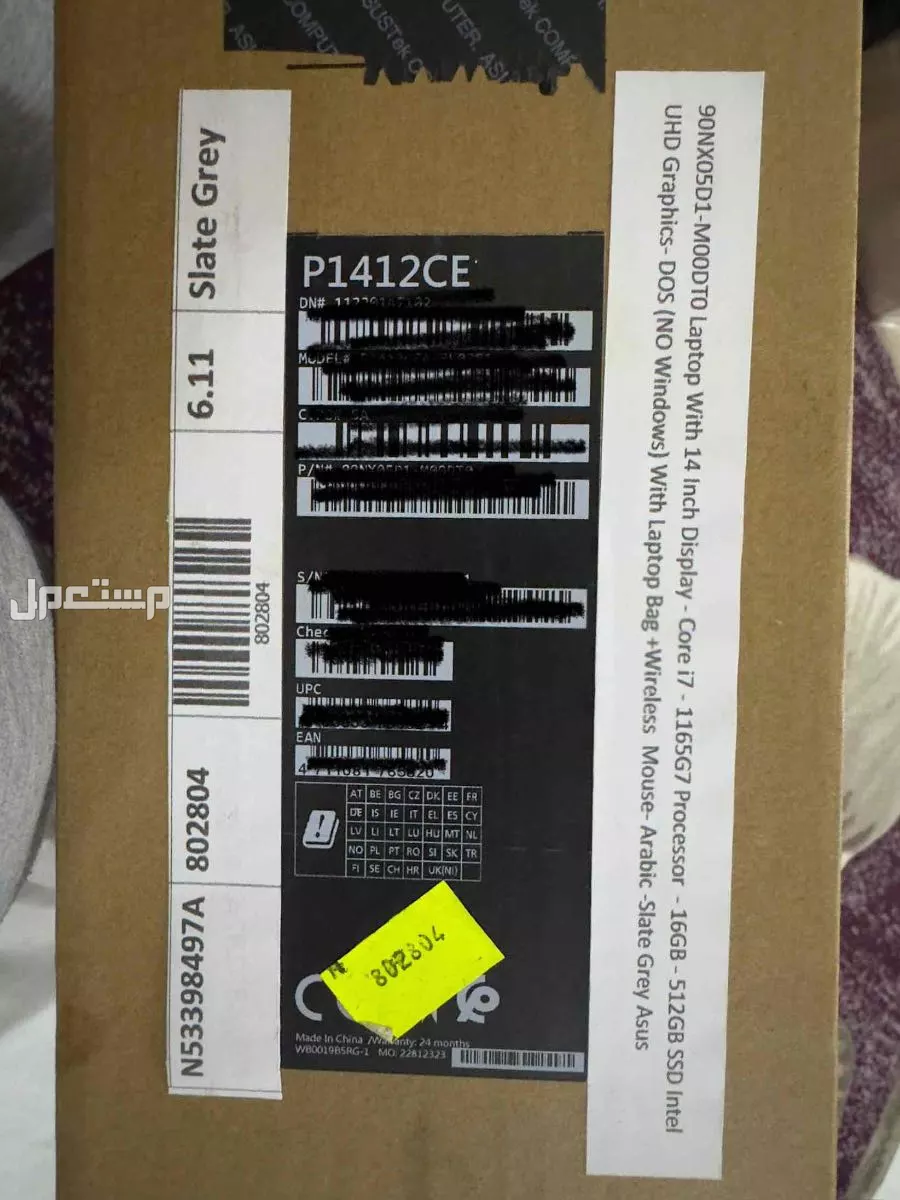 90NX05D1-M00DT0 Laptop With 14 Inch Display - Core i7 - 1165G7 Processor - 16GB - 512GB SSD Intel
UHD Graphics- DOS (NO Windows) With Laptop Bag +Wireless Mouse- Arabic -Slate Grey Asus
P1412CE
DN#
MODEL#
P/N#
S/N
UPC
EAN
AT BE BG CZ DK EE FR
DE IS IE IT EL ES CY
LV LI LT LU HU MT NL
NO PL PT RO SI SK TR
FI SE CH HR UK(NI)
802804
Made In China /Warranty: 24 months
WB0019B5RG-1 MO: 22812323
N53398497A 802804 802804 6.11 Slate Grey
مستعمل